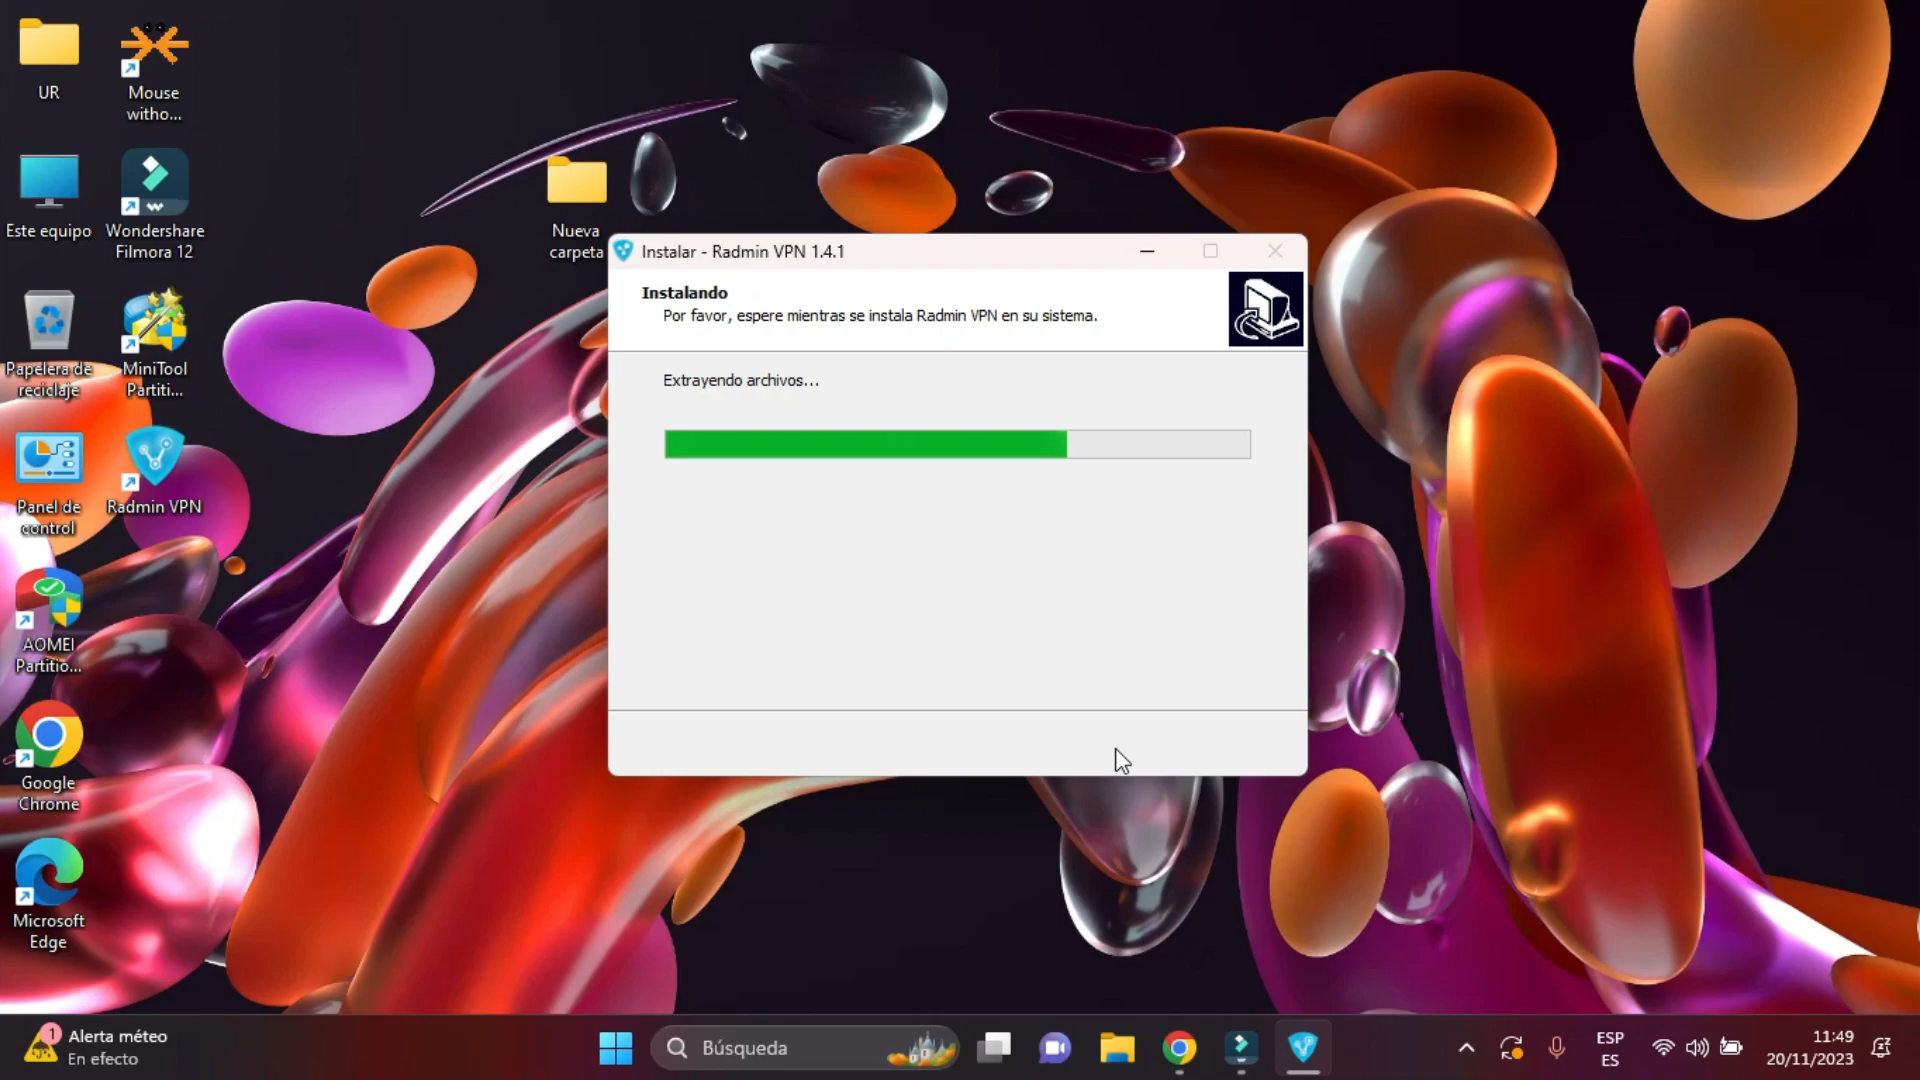 UR
Mouse
witho...
Este equipo
Wondershare
Filmora 12
Nueva
carpeta
Papelera de
reciclaje
MiniTool
Partiti...
Panel de
control
Radmin VPN
AOMEI
Partitio...
Google
Chrome
Microsoft
Edge
Instalar - Radmin VPN 1.4.1
Instalando
Por favor, espere mientras se instala Radmin VPN en su sistema.
Extrayendo archivos...
1
Alerta méteo
En efecto
Búsqueda
ESP
ES
11:49
20/11/2023